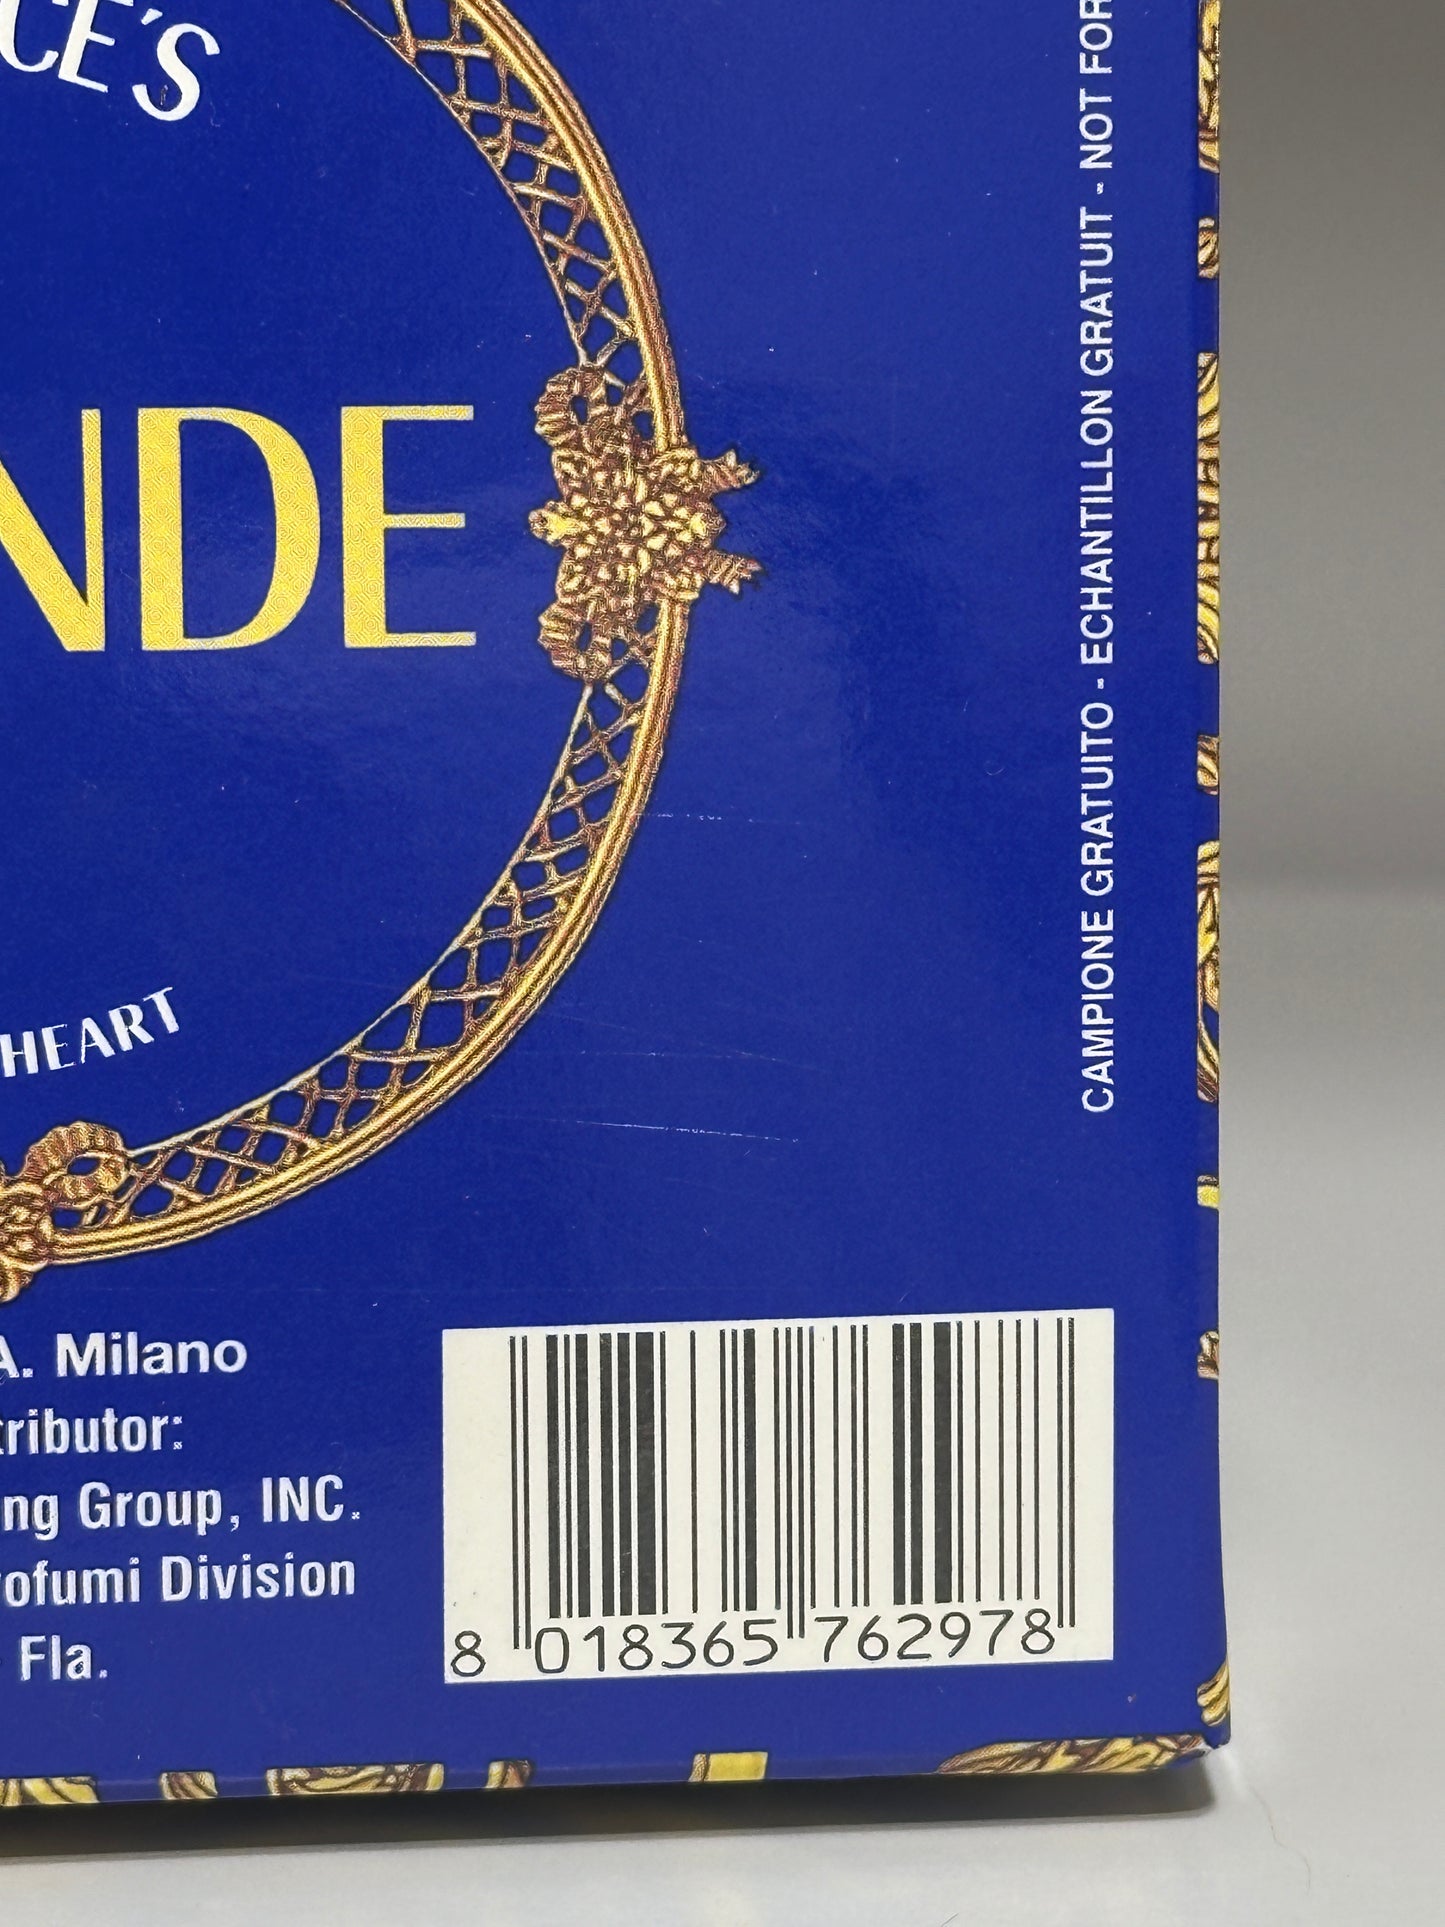 CE'S
NDE
HEART
A. Milano
tributor:
ng Group, INC.
ofumi Division
Fla.
CAMPIONE GRATUITO - ECHANTILLON GRATUIT - NOT FOR
8 018365 762978